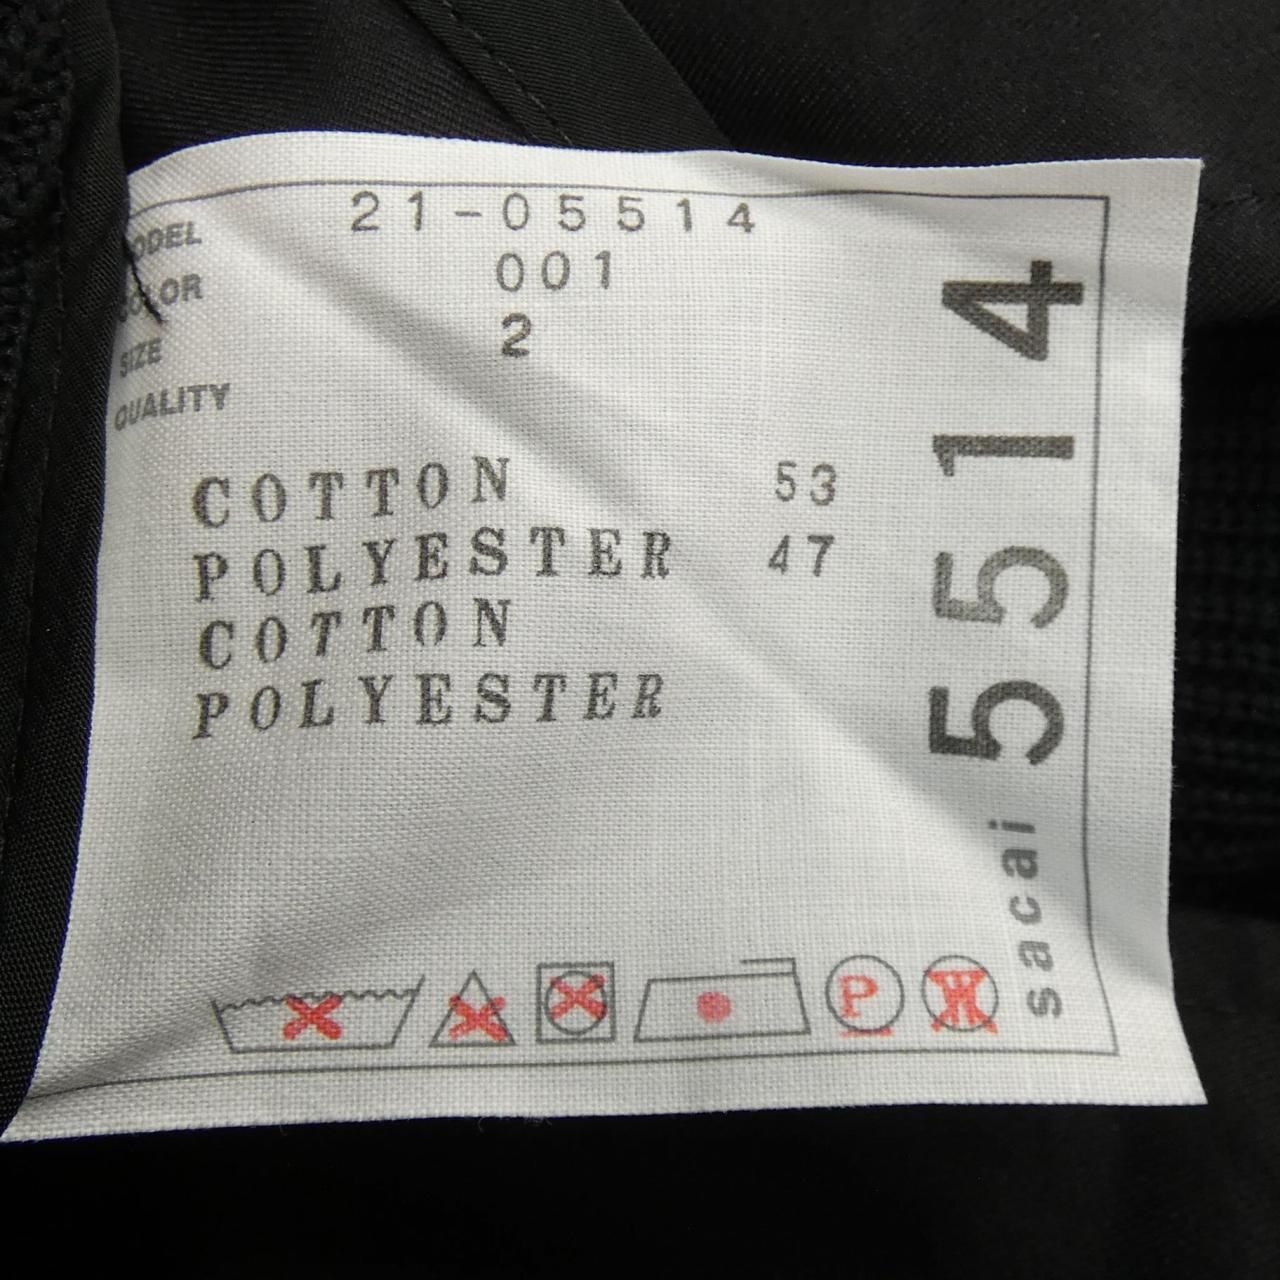 MODEL 21-05514
COLOR 001
SIZE 2
QUALITY
COTTON 53
POLYESTER 47
COTTON
POLYESTER
P
W
sacai 5514